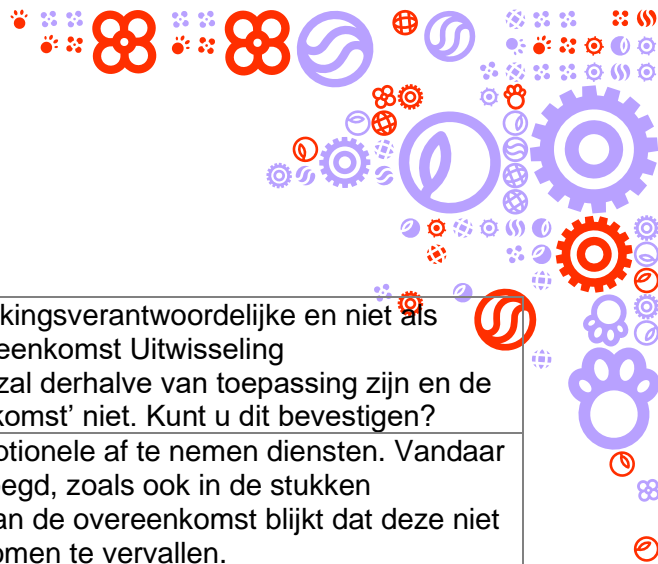 kingsverantwoordelijke en niet als
eenkomst Uitwisseling
zal derhalve van toepassing zijn en de
komst’ niet. Kunt u dit bevestigen?
otionele af te nemen diensten. Vandaar
egd, zoals ook in de stukken
an de overeenkomst blijkt dat deze niet
omen te vervallen.